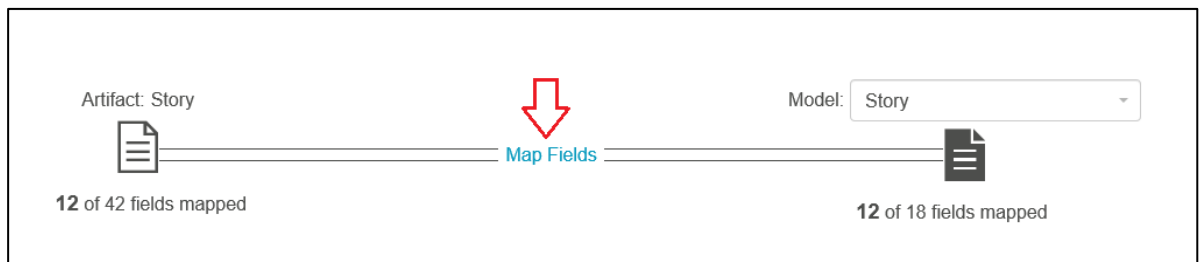 Artifact: Story
Model: Story
Map Fields
12 of 42 fields mapped
12 of 18 fields mapped